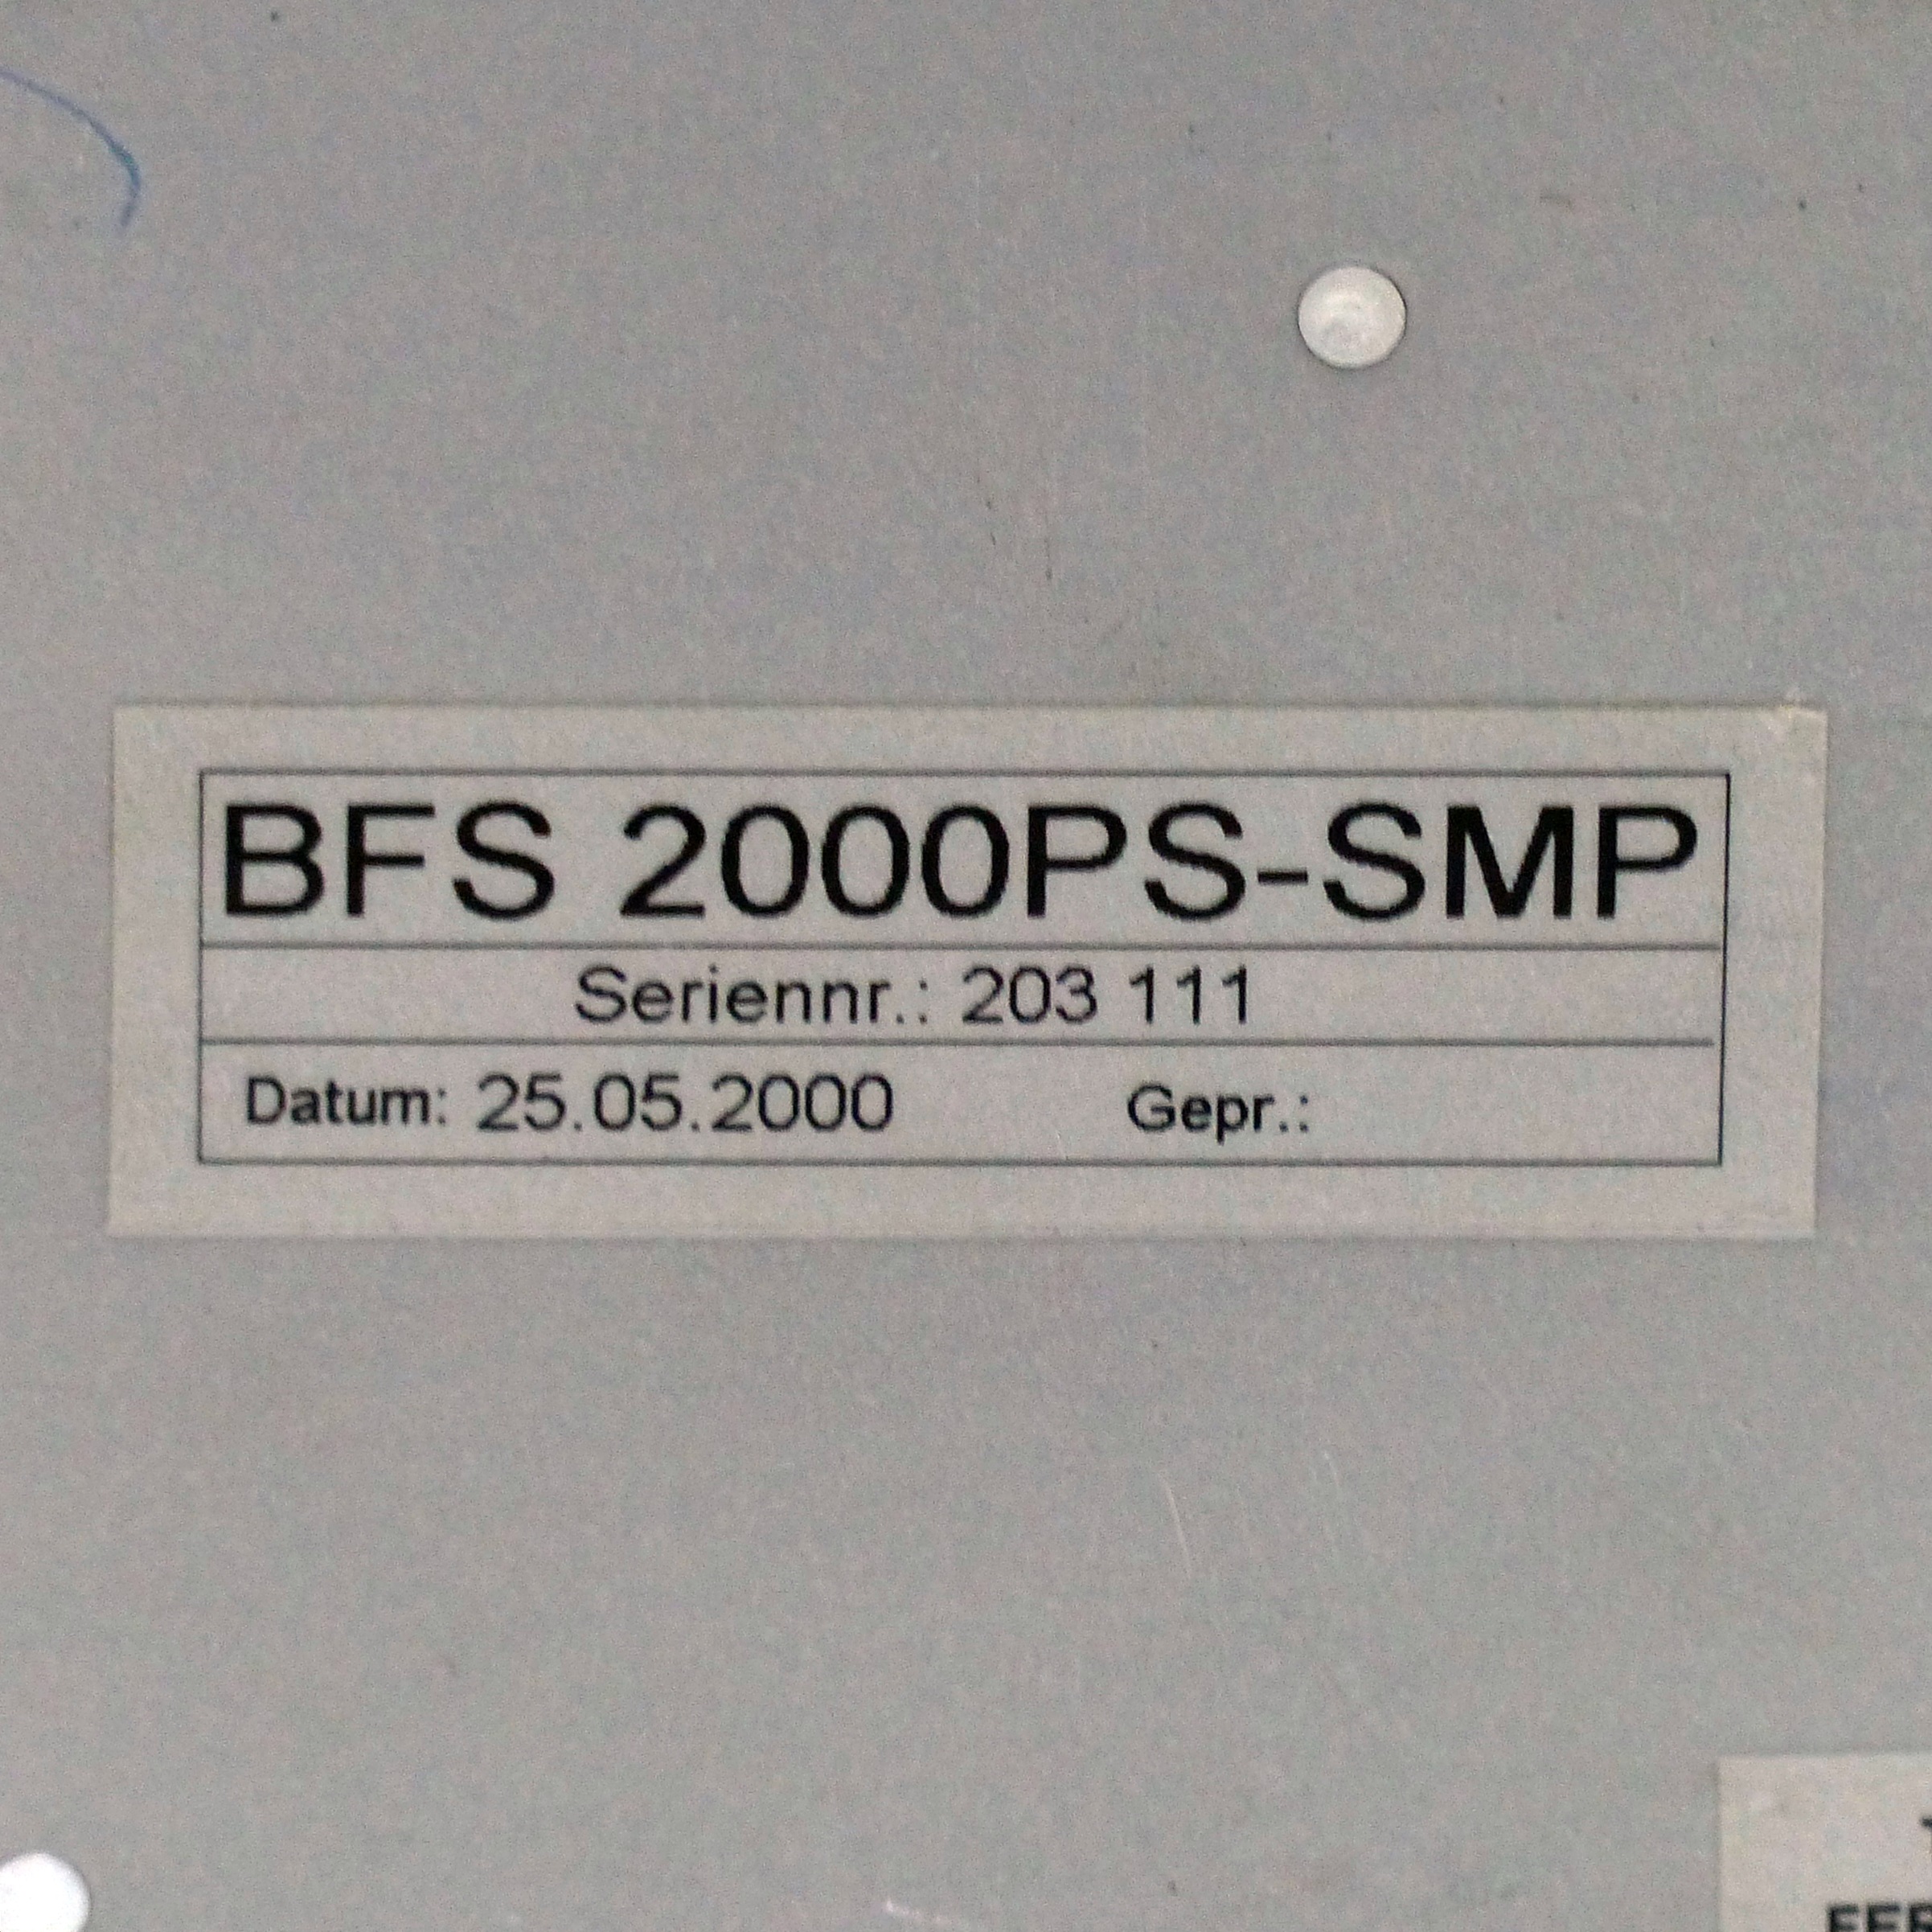 BFS 2000PS-SMP
Seriennr.: 203 111
Datum: 25.05.2000 Gepr.: